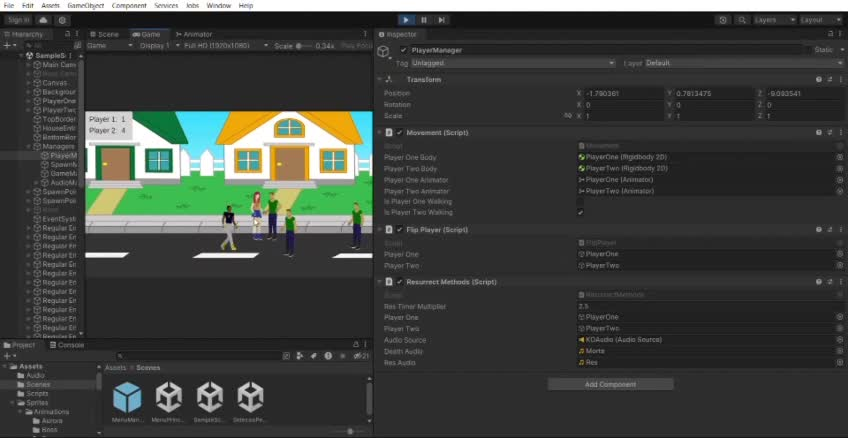 File Edit Assets GameObject Component Services Jobs Window Help
Sign in Layers Layout
Hierarchy Scene Game Animator Inspector
All Game Display 1 Full HD (1920x1080) Scale 0.34x Play Focus
PlayerManager Static
Tag Untagged Layer Default
SampleS
Main Cam
Canvas
Backgroun
PlayerOne
PlayerTwo
TopBorder
HouseEntr
BottomBor
Managers
PlayerM
SpawnM
GameM
AudioMa
SpawnPoi
SpawnPoi
EventSyst
Regular En
Regular En
Regular En
Regular En
Regular En
Regular En
Regular En
Regular En
Regular En
Regular En
Regular En
Regular En
Player 1: 1
Player 2: 4
Transform
Position X -1.790361 Y 0.7813475 Z -9.093541
Rotation X 0 Y 0 Z 0
Scale X 1 Y 1 Z 1
Movement (Script)
Script Movement
Player One Body PlayerOne (Rigidbody 2D)
Player Two Body PlayerTwo (Rigidbody 2D)
Player One Animator PlayerOne (Animator)
Player Two Animator PlayerTwo (Animator)
Is Player One Walking
Is Player Two Walking
Flip Player (Script)
Script FlipPlayer
Player One PlayerOne
Player Two PlayerTwo
Resurrect Methods (Script)
Script ResurrectMethods
Res Timer Multiplier 2.5
Player One PlayerOne
Player Two PlayerTwo
Audio Source KOAudio (Audio Source)
Death Audio Morte
Res Audio Res
Add Component
Project Console
21
Assets
Audio
Scenes
Scripts
Sprites
Animations
Aurora
Boss
Assets Scenes
MenuMan... MenuPrinc... SampleSc... SelecaoPe...